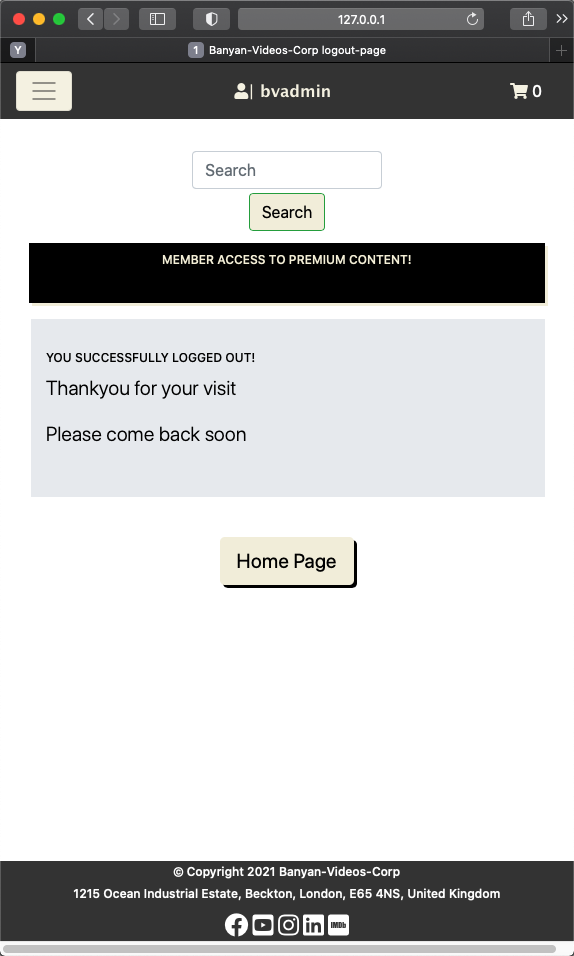 127.0.0.1
Y
1 Banyan-Videos-Corp logout-page
| bvadmin
0
Search
Search
MEMBER ACCESS TO PREMIUM CONTENT!
YOU SUCCESSFULLY LOGGED OUT!
Thankyou for your visit
Please come back soon
Home Page
© Copyright 2021 Banyan-Videos-Corp
1215 Ocean Industrial Estate, Beckton, London, E65 4NS, United Kingdom
in IMDb